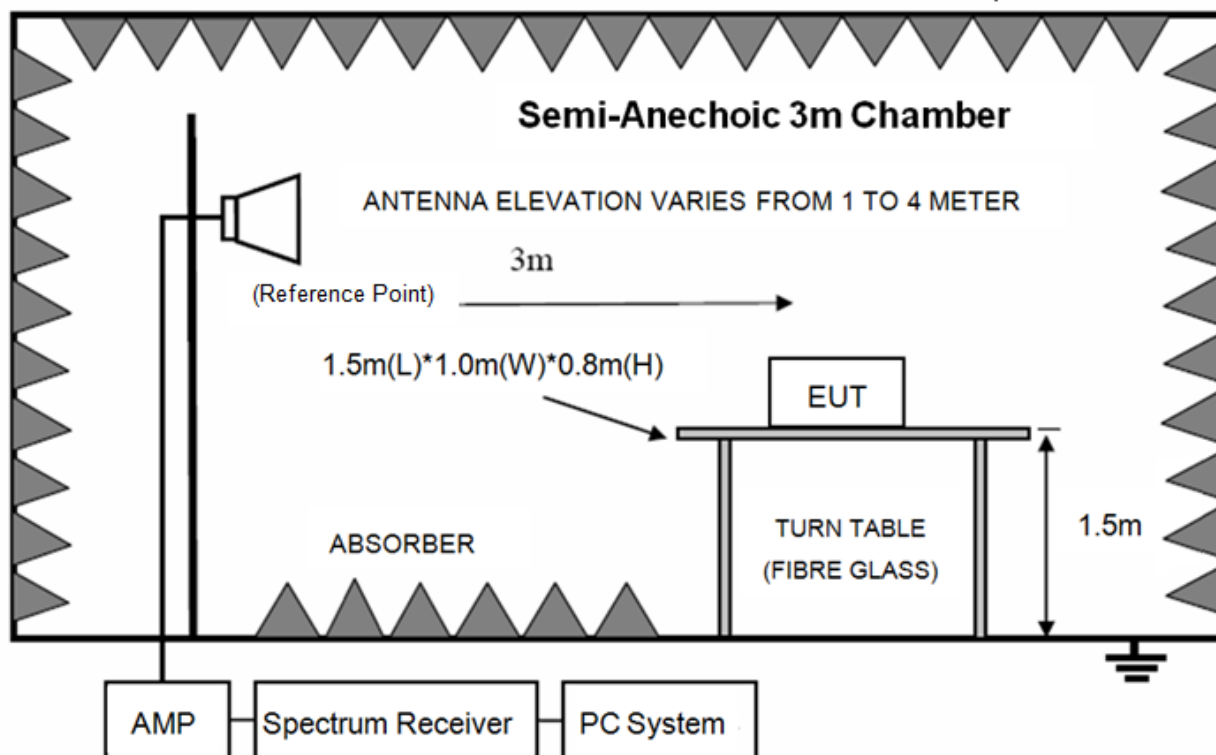 Semi-Anechoic 3m Chamber
ANTENNA ELEVATION VARIES FROM 1 TO 4 METER
3m
(Reference Point)
1.5m(L)*1.0m(W)*0.8m(H)
EUT
1.5m
TURN TABLE
(FIBRE GLASS)
ABSORBER
AMP
Spectrum Receiver
PC System